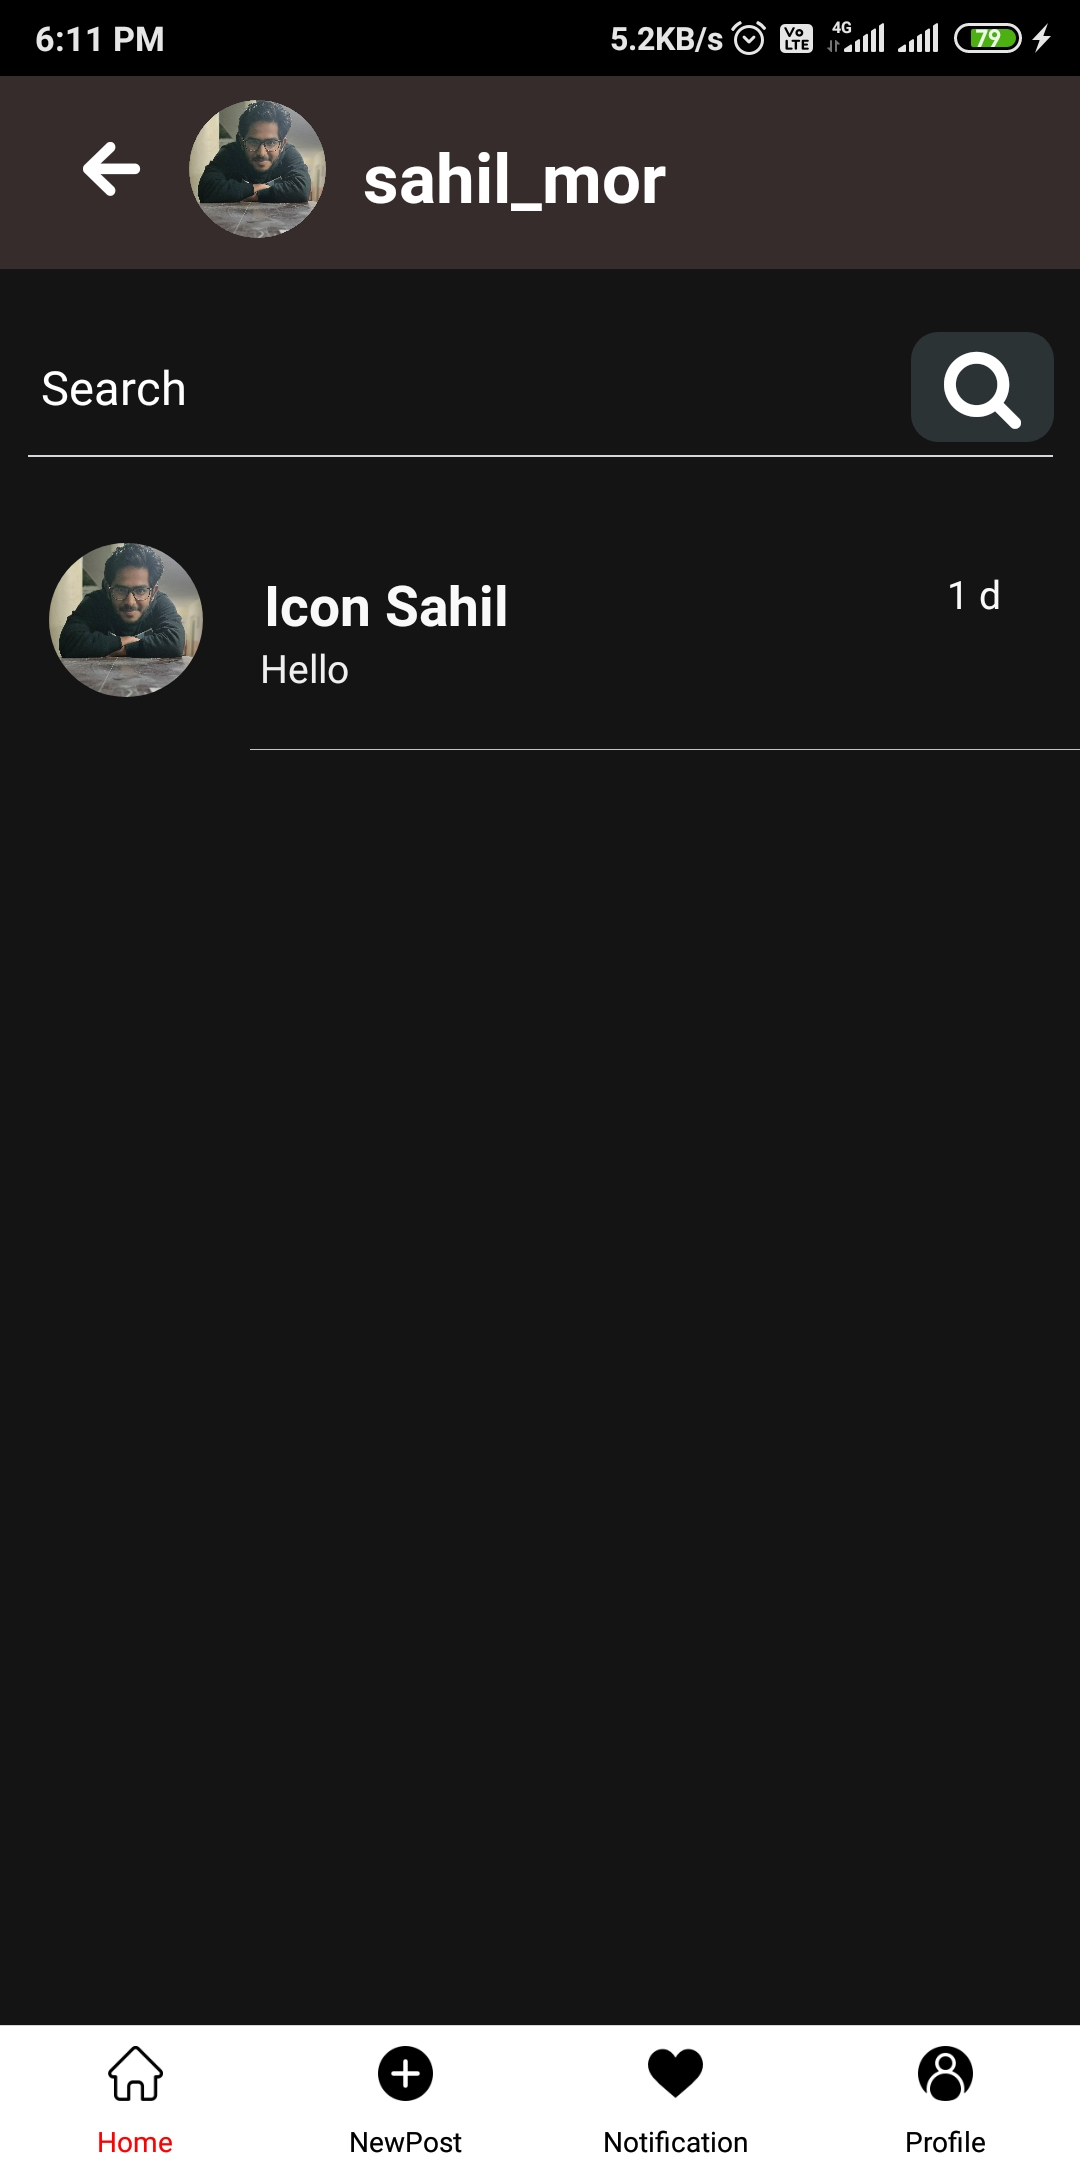 6:11 PM 5.2KB/s Vo LTE 4G 79
sahil_mor
Search
Icon Sahil 1 d
Hello
Home NewPost Notification Profile